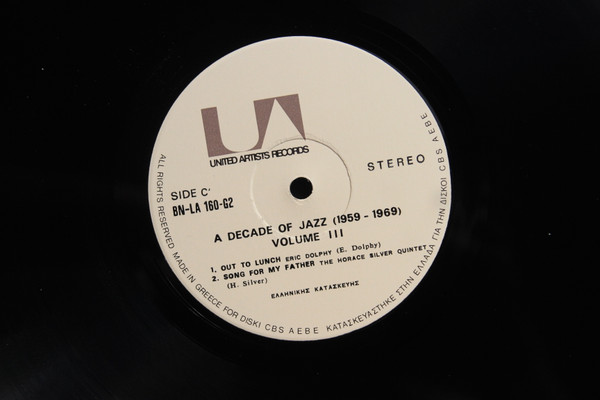 UA
UNITED ARTISTS RECORDS
STEREO
SIDE C'
BN-LA 160-G2
A DECADE OF JAZZ (1959 - 1969)
VOLUME III
1. OUT TO LUNCH ERIC DOLPHY (E. Dolphy)
2. SONG FOR MY FATHER THE HORACE SILVER QUINTET
(H. Silver)
ΕΛΛΗΝΙΚΗΣ ΚΑΤΑΣΚΕΥΗΣ
ALL RIGHTS RESERVED MADE IN GREECE FOR DISKI CBS AEBE ΚΑΤΑΣΚΕΥΑΣΤΗΚΕ ΣΤΗΝ ΕΛΛΑΔΑ ΓΙΑ ΤΗΝ ΔΙΣΚΟΙ CBS ΑΕΒΕ